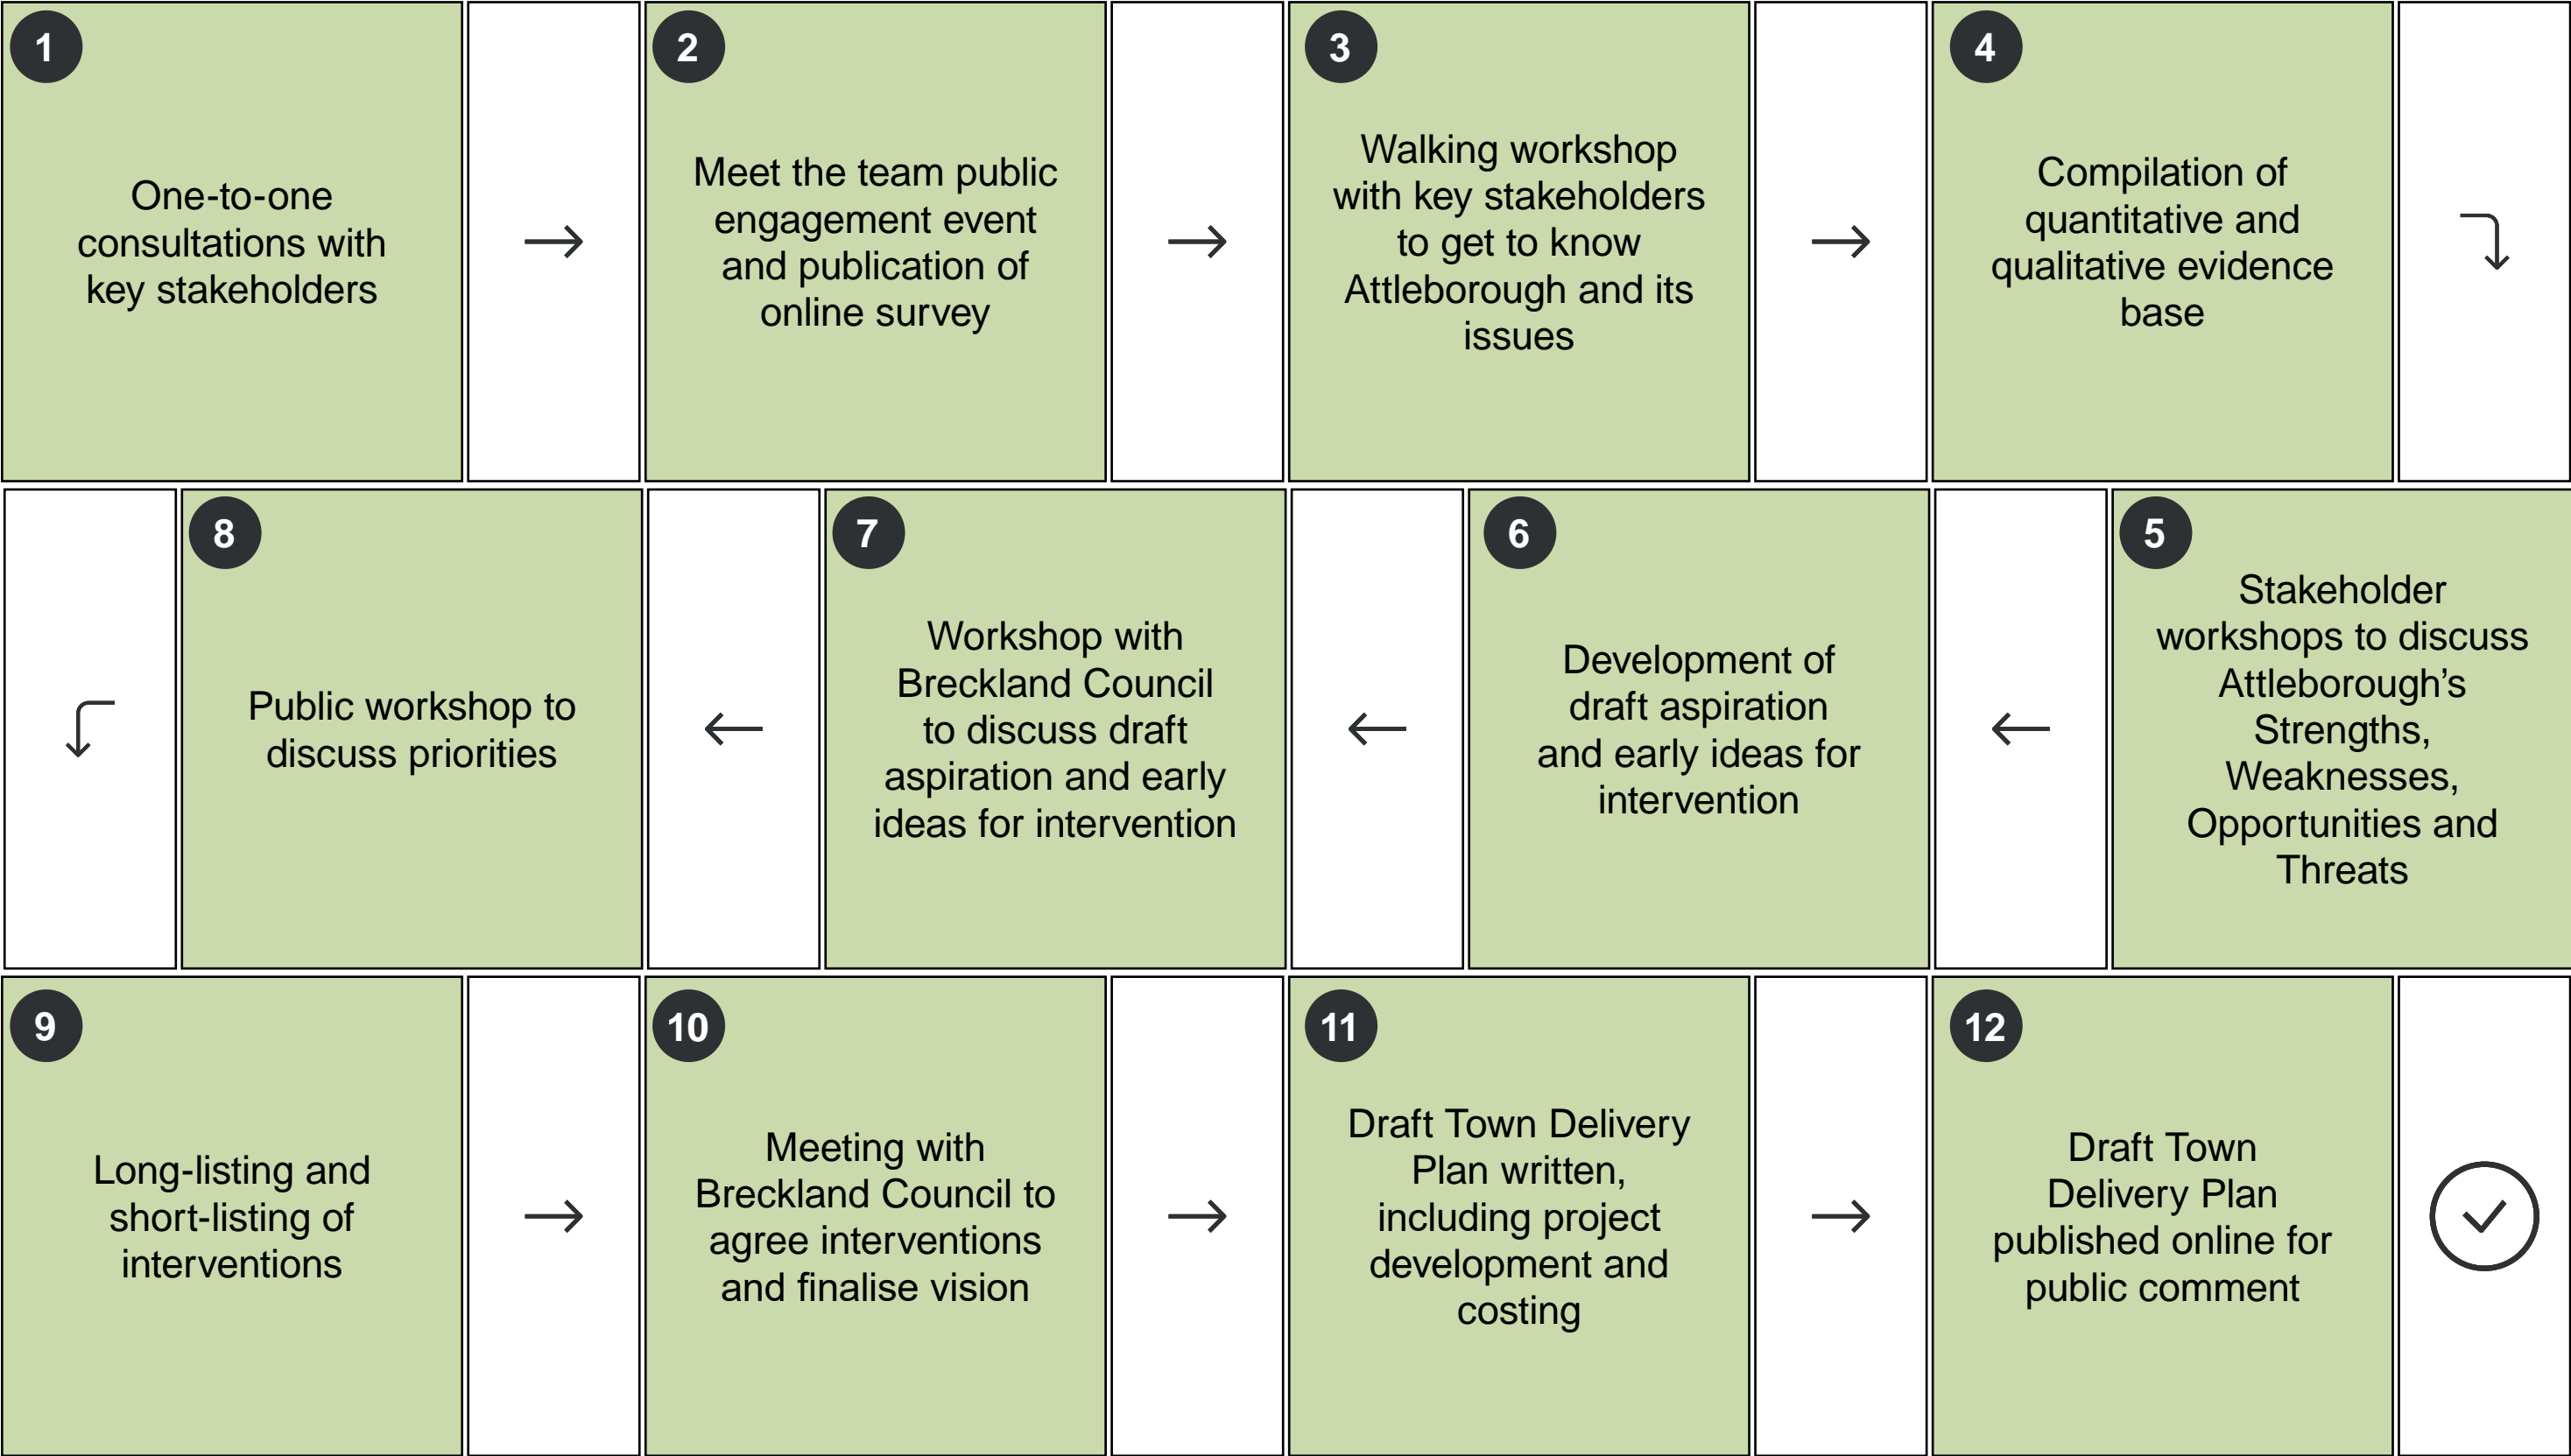 1
One-to-one
consultations with
key stakeholders
2
Meet the team public
engagement event
and publication of
online survey
3
Walking workshop
with key stakeholders
to get to know
Attleborough and its
issues
4
Compilation of
quantitative and
qualitative evidence
base
5
Stakeholder
workshops to discuss
Attleborough’s
Strengths,
Weaknesses,
Opportunities and
Threats
6
Development of
draft aspiration
and early ideas for
intervention
7
Workshop with
Breckland Council
to discuss draft
aspiration and early
ideas for intervention
8
Public workshop to
discuss priorities
9
Long-listing and
short-listing of
interventions
10
Meeting with
Breckland Council to
agree interventions
and finalise vision
11
Draft Town Delivery
Plan written,
including project
development and
costing
12
Draft Town
Delivery Plan
published online for
public comment